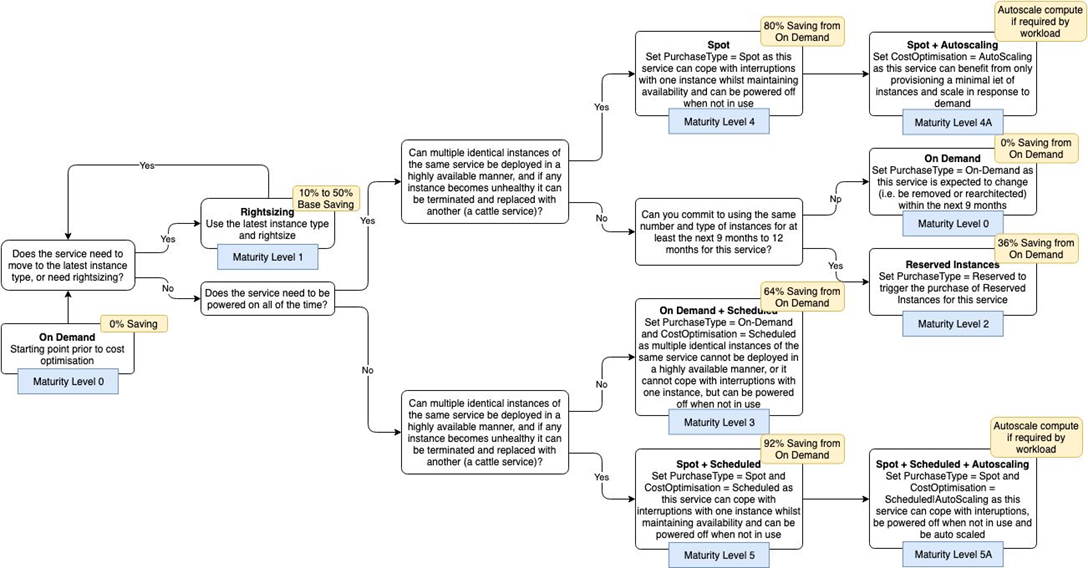 On Demand
Starting point prior to cost
optimisation
0% Saving
Maturity Level 0
Does the service need to
move to the latest instance
type, or need rightsizing?
Yes
Yes
Rightsizing
Use the latest instance type
and rightsize
10% to 50%
Base Saving
Maturity Level 1
No
Does the service need to be
powered on all of the time?
Yes
Can multiple identical instances of
the same service be deployed in a
highly available manner, and if any
instance becomes unhealthy it can
be terminated and replaced with
another (a cattle service)?
Yes
80% Saving from
On Demand
Spot
Set PurchaseType = Spot as this
service can cope with interruptions
with one instance whilst maintaining
availability and can be powered off
when not in use
Maturity Level 4
Autoscale compute
if required by
workload
Spot + Autoscaling
Set CostOptimisation = AutoScaling
as this service can benefit from only
provisioning a minimal iet of
instances and scale in response to
demand
Maturity Level 4A
No
Can you commit to using the same
number and type of instances for at
least the next 9 months to 12
months for this service?
No
0% Saving from
On Demand
On Demand
Set PurchaseType = On-Demand as
this service is expected to change
(i.e. be removed or rearchitected)
within the next 9 months
Maturity Level 0
Yes
36% Saving from
On Demand
Reserved Instances
Set PurchaseType = Reserved to
trigger the purchase of Reserved
Instances for this service
Maturity Level 2
No
Can multiple identical instances of
the same service be deployed in a
highly available manner, and if any
instance becomes unhealthy it can
be terminated and replaced with
another (a cattle service)?
No
64% Saving from
On Demand
On Demand + Scheduled
Set PurchaseType = On-Demand
and CostOptimisation = Scheduled
as multiple identical instances of the
same service cannot be deployed in
a highly available manner, or it
cannot cope with interruptions with
one instance, but can be powered
off when not in use
Maturity Level 3
Yes
92% Saving from
On Demand
Spot + Scheduled
Set PurchaseType = Spot and
CostOptimisation = Scheduled as
this service can cope with
interruptions with one instance whilst
maintaining availability and can be
powered off when not in use
Maturity Level 5
Autoscale compute
if required by
workload
Spot + Scheduled + Autoscaling
Set PurchaseType = Spot and
CostOptimisation =
Scheduled|AutoScaling as this
service can cope with interuptions,
be powered off when not in use and
be auto scaled
Maturity Level 5A